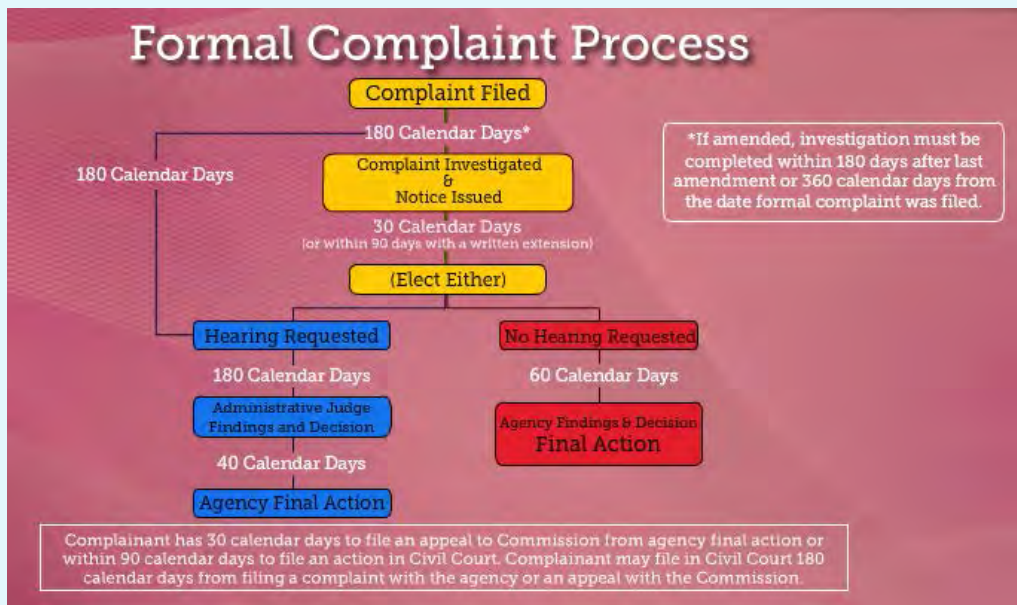 Formal Complaint Process
Complaint Filed
180 Calendar Days*
*If amended, investigation must be
completed within 180 days after last
amendment or 360 calendar days from
the date formal complaint was filed.
180 Calendar Days
Complaint Investigated
&
Notice Issued
30 Calendar Days
(or within 90 days with a written extension)
(Elect Either)
Hearing Requested
No Hearing Requested
180 Calendar Days
60 Calendar Days
Administrative Judge
Findings and Decision
Agency Findings & Decision
Final Action
40 Calendar Days
Agency Final Action
Complainant has 30 calendar days to file an appeal to Commission from agency final action or
within 90 calendar days to file an action in Civil Court. Complainant may file in Civil Court 180
calendar days from filing a complaint with the agency or an appeal with the Commission.